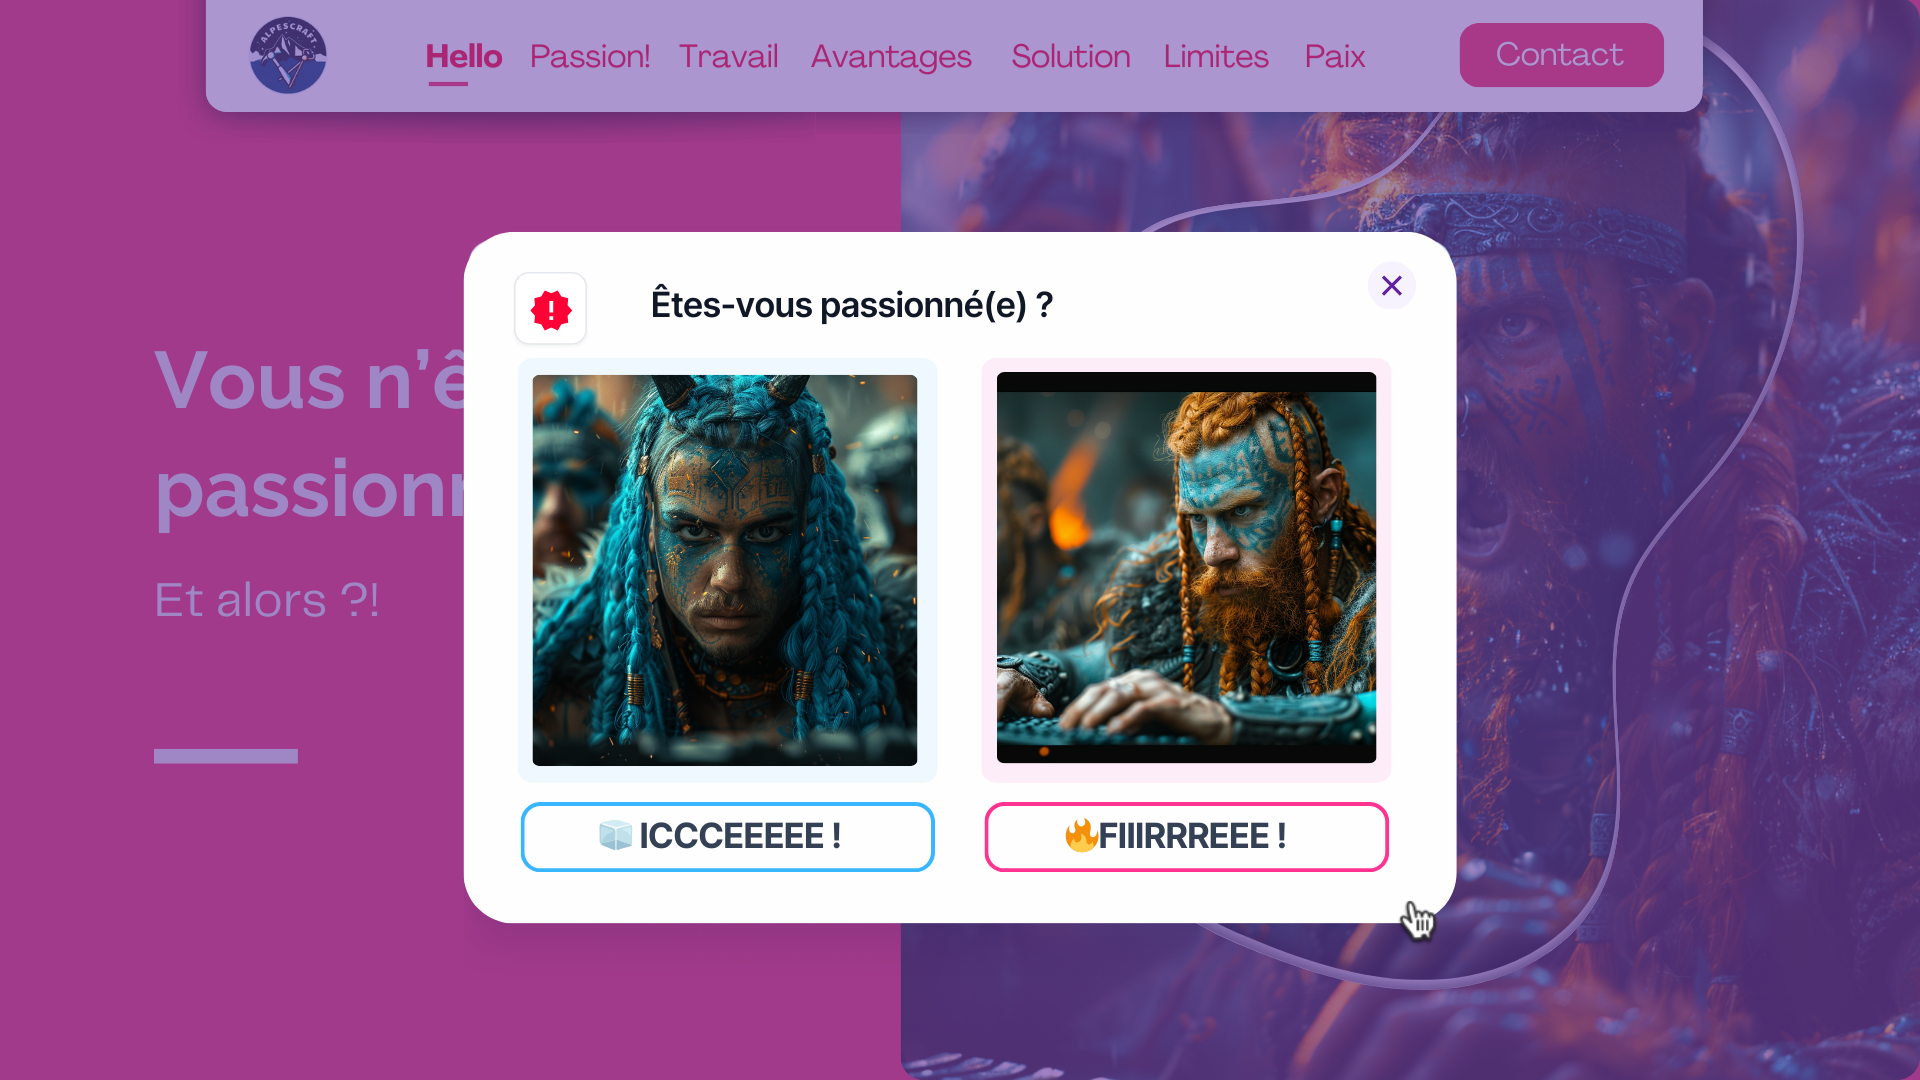 ALPESCRAFT
Hello Passion! Travail Avantages Solution Limites Paix Contact
Êtes-vous passionné(e) ?
Vous n’ê
passionn
Et alors ?!
ICCCEEEEE !
FIIIRRREEE !